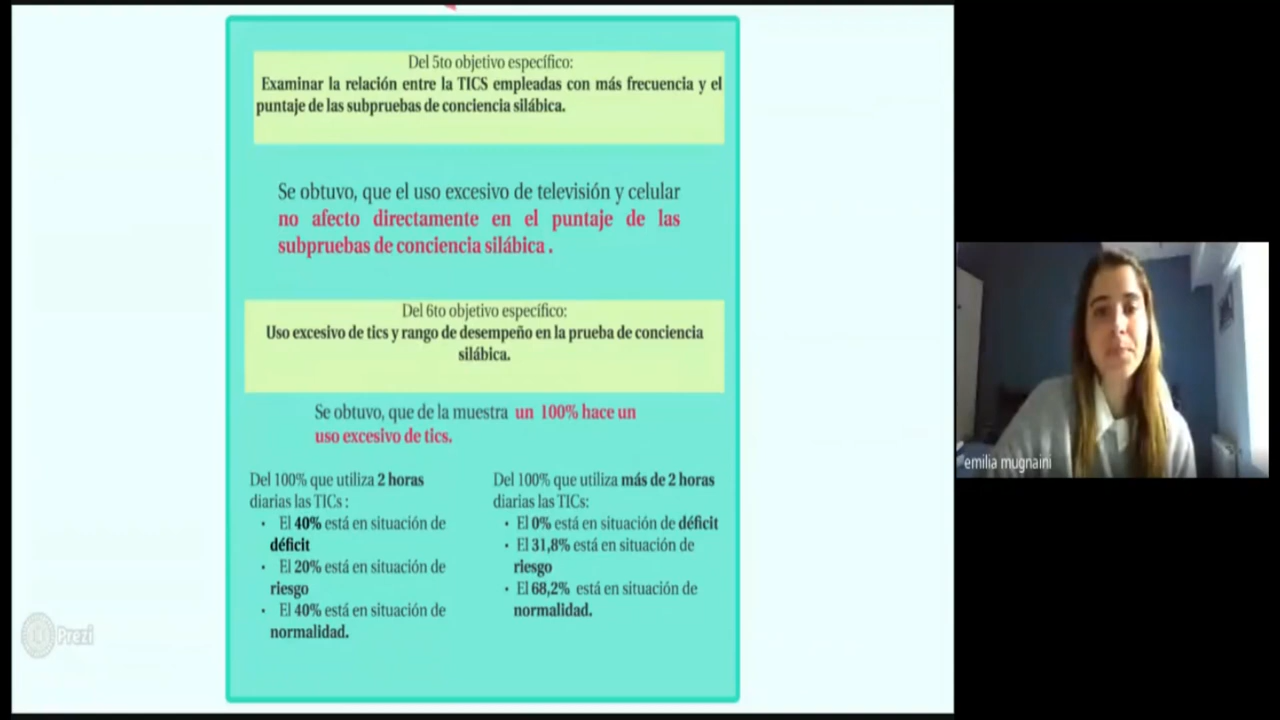 Del 5to objetivo específico:
Examinar la relación entre la TICS empleadas con más frecuencia y el
puntaje de las subpruebas de conciencia silábica.
Se obtuvo, que el uso excesivo de televisión y celular
no afecto directamente en el puntaje de las
subpruebas de conciencia silábica .
Del 6to objetivo específico:
Uso excesivo de tics y rango de desempeño en la prueba de conciencia
silábica.
Se obtuvo, que de la muestra un 100% hace un
uso excesivo de tics.
Del 100% que utiliza 2 horas
diarias las TICs :
• El 40% está en situación de
déficit
• El 20% está en situación de
riesgo
• El 40% está en situación de
normalidad.
Del 100% que utiliza más de 2 horas
diarias las TICs:
• El 0% está en situación de déficit
• El 31,8% está en situación de
riesgo
• El 68,2% está en situación de
normalidad.
Prezi
emilia mugnaini